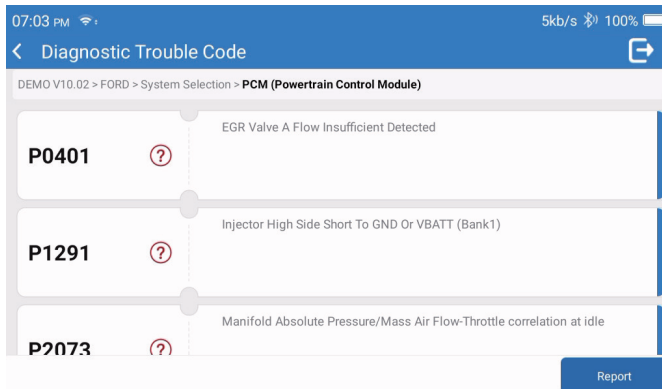 07:03 PM 5kb/s 100%
Diagnostic Trouble Code
DEMO V10.02 > FORD > System Selection > PCM (Powertrain Control Module)
EGR Valve A Flow Insufficient Detected
P0401 ?
Injector High Side Short To GND Or VBATT (Bank1)
P1291 ?
Manifold Absolute Pressure/Mass Air Flow-Throttle correlation at idle
P2073 ?
Report